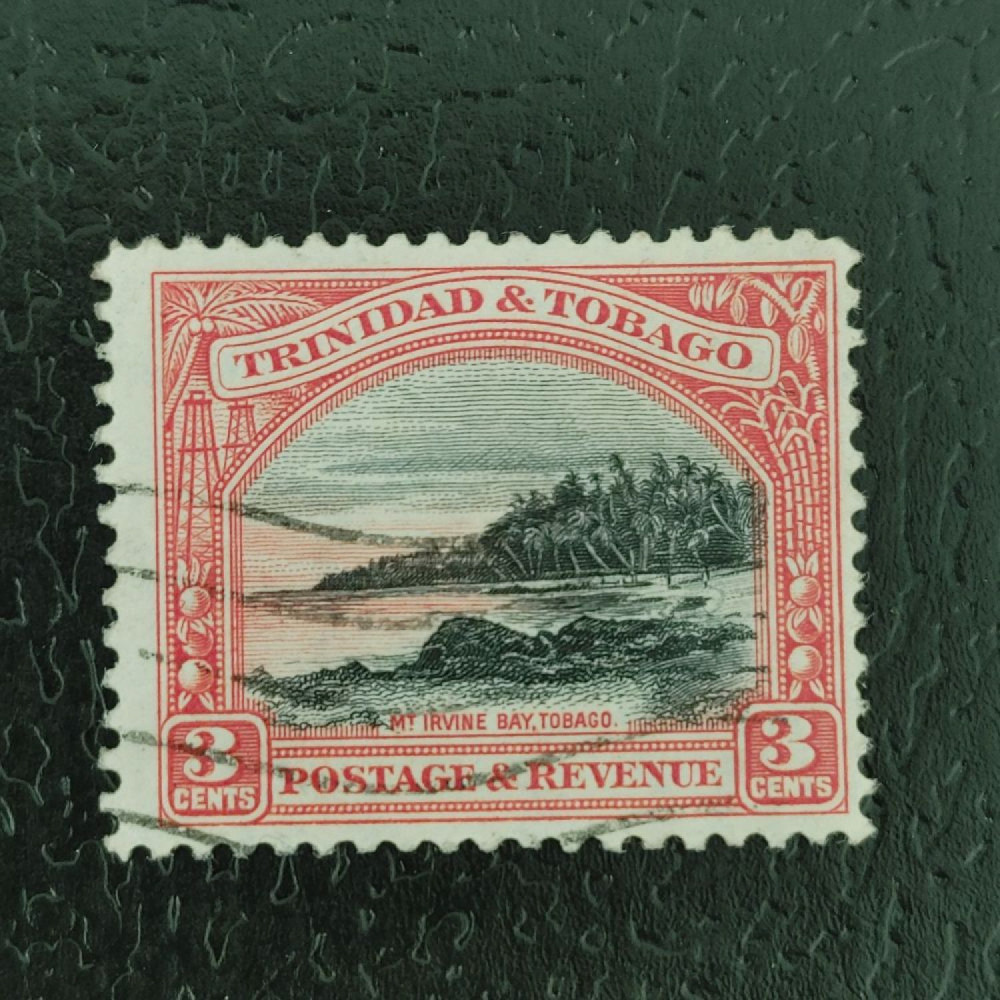 TRINIDAD & TOBAGO
MT IRVINE BAY, TOBAGO.
3 CENTS
POSTAGE & REVENUE
3 CENTS